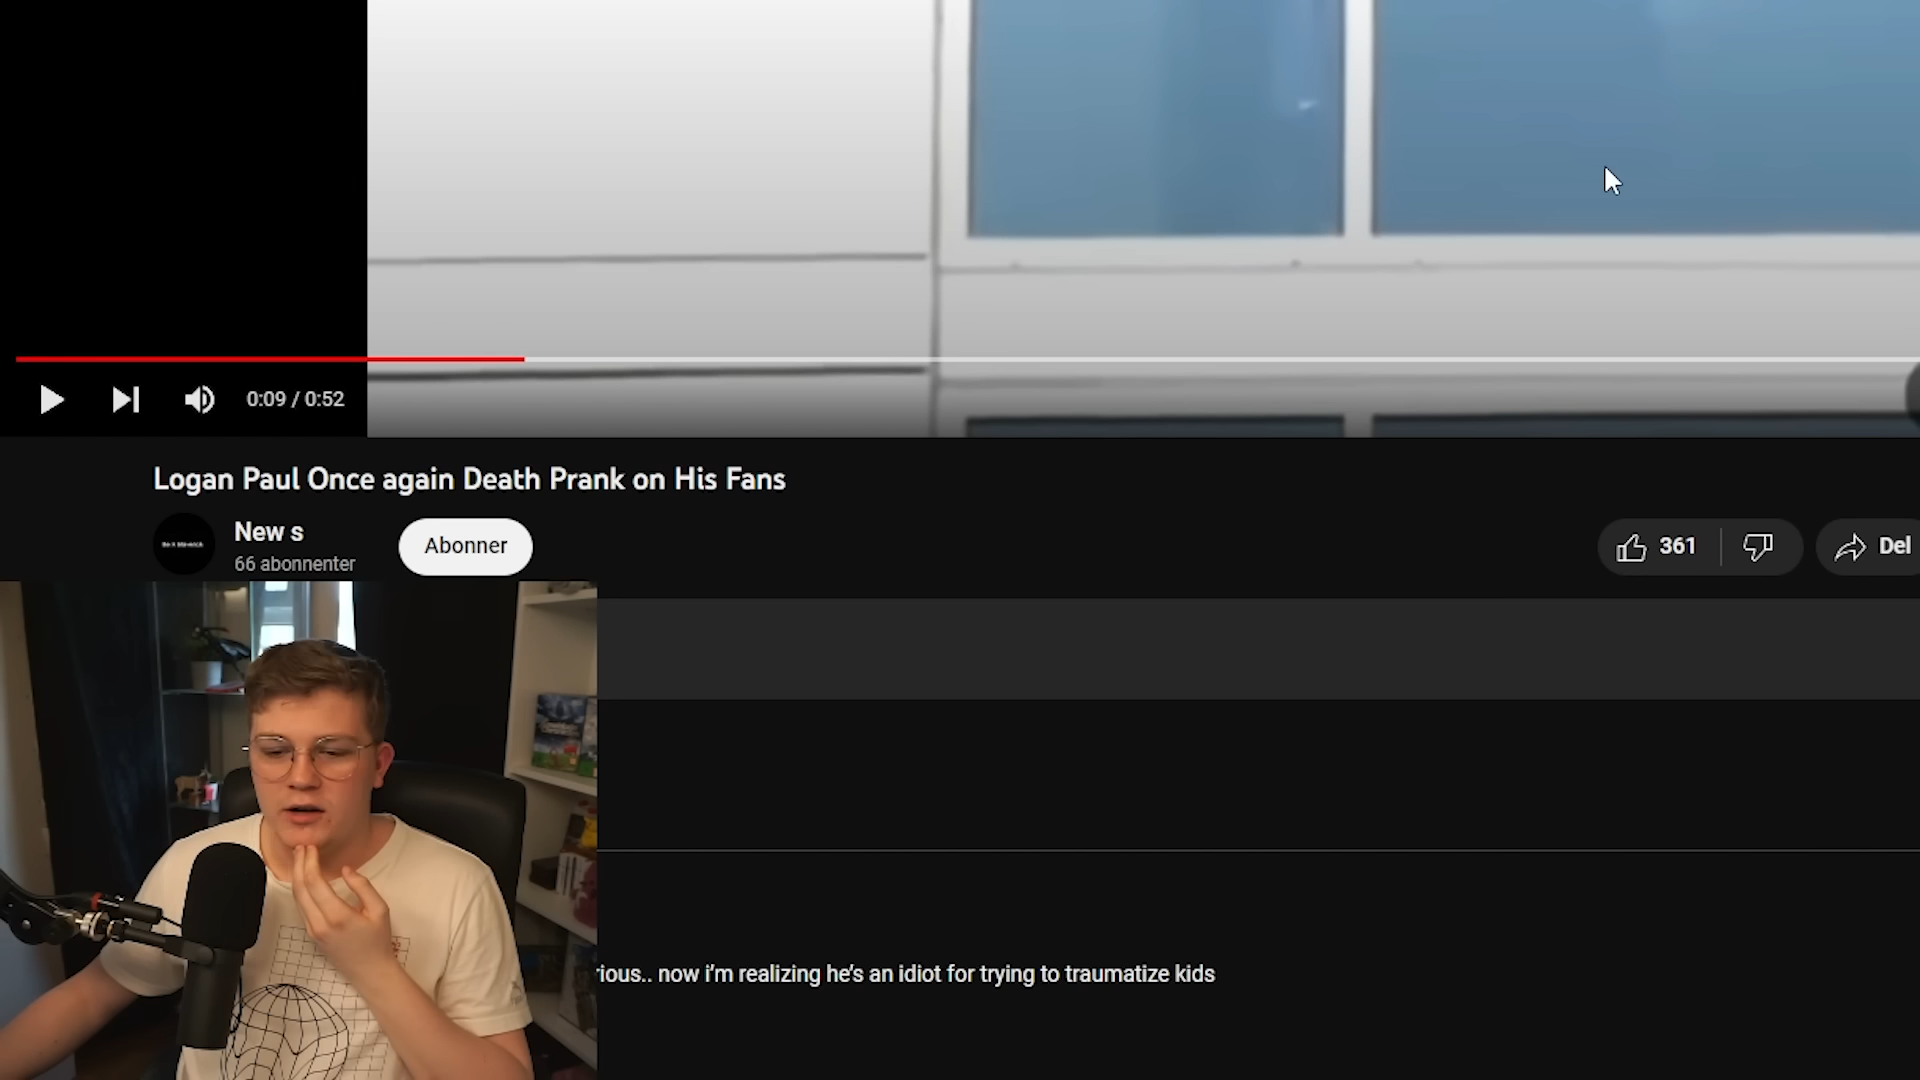 0:09 / 0:52
Logan Paul Once again Death Prank on His Fans
New s
66 abonnenter
Abonner
361
Del
rious.. now i'm realizing he's an idiot for trying to traumatize kids